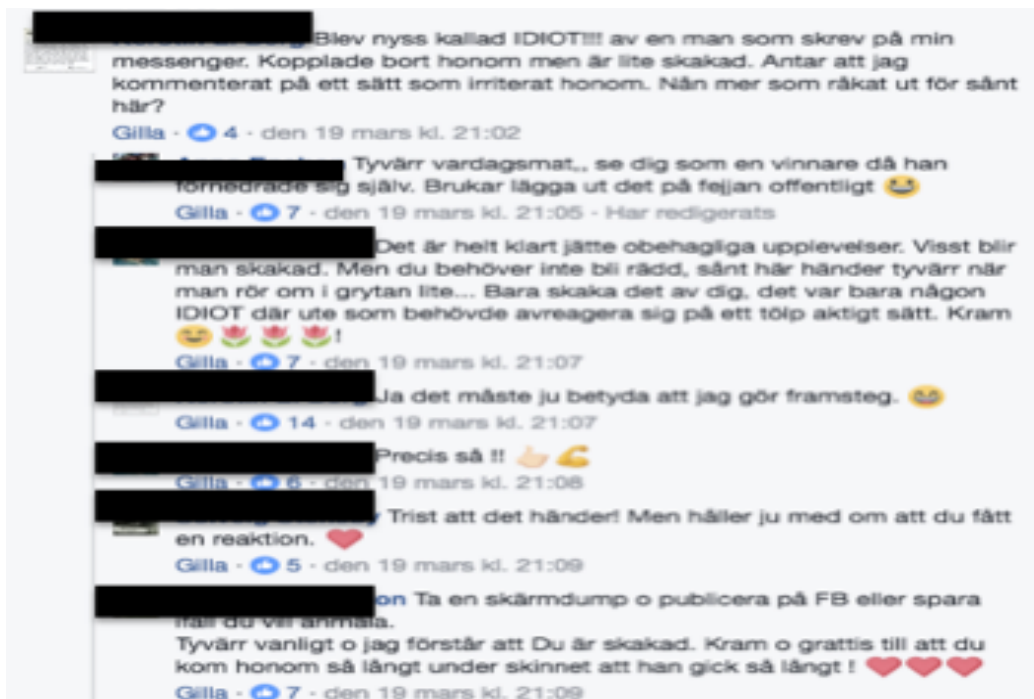 Blev nyss kallad IDIOT!!! av en man som skrev på min
messenger. Kopplade bort honom men är lite skakad. Antar att jag
kommenterat på ett sätt som irriterat honom. Nån mer som råkat ut för sånt
här?
Gilla · 4 · den 19 mars kl. 21:02
Tyvärr vardagsmat,, se dig som en vinnare då han
förnedrade sig själv. Brukar lägga ut det på fejjan offentligt 😄
Gilla · 7 · den 19 mars kl. 21:05 · Har redigerats
Det är helt klart jätte obehagliga upplevelser. Visst blir
man skakad. Men du behöver inte bli rädd, sånt här händer tyvärr när
man rör om i grytan lite... Bara skaka det av dig, det var bara någon
IDIOT där ute som behövde avreagera sig på ett tölp aktigt sätt. Kram
😊🌷🌷🌷!
Gilla · 7 · den 19 mars kl. 21:07
Ja det måste ju betyda att jag gör framsteg. 😄
Gilla · 14 · den 19 mars kl. 21:07
Precis så !! 👍💪
Gilla · 6 · den 19 mars kl. 21:08
Trist att det händer! Men håller ju med om att du fått
en reaktion. ❤️
Gilla · 5 · den 19 mars kl. 21:09
on Ta en skärmdump o publicera på FB eller spara
ifall du vill anmäla.
Tyvärr vanligt o jag förstår att Du är skakad. Kram o grattis till att du
kom honom så långt under skinnet att han gick så långt ! ❤️❤️❤️
Gilla · 7 · den 19 mars kl. 21:09